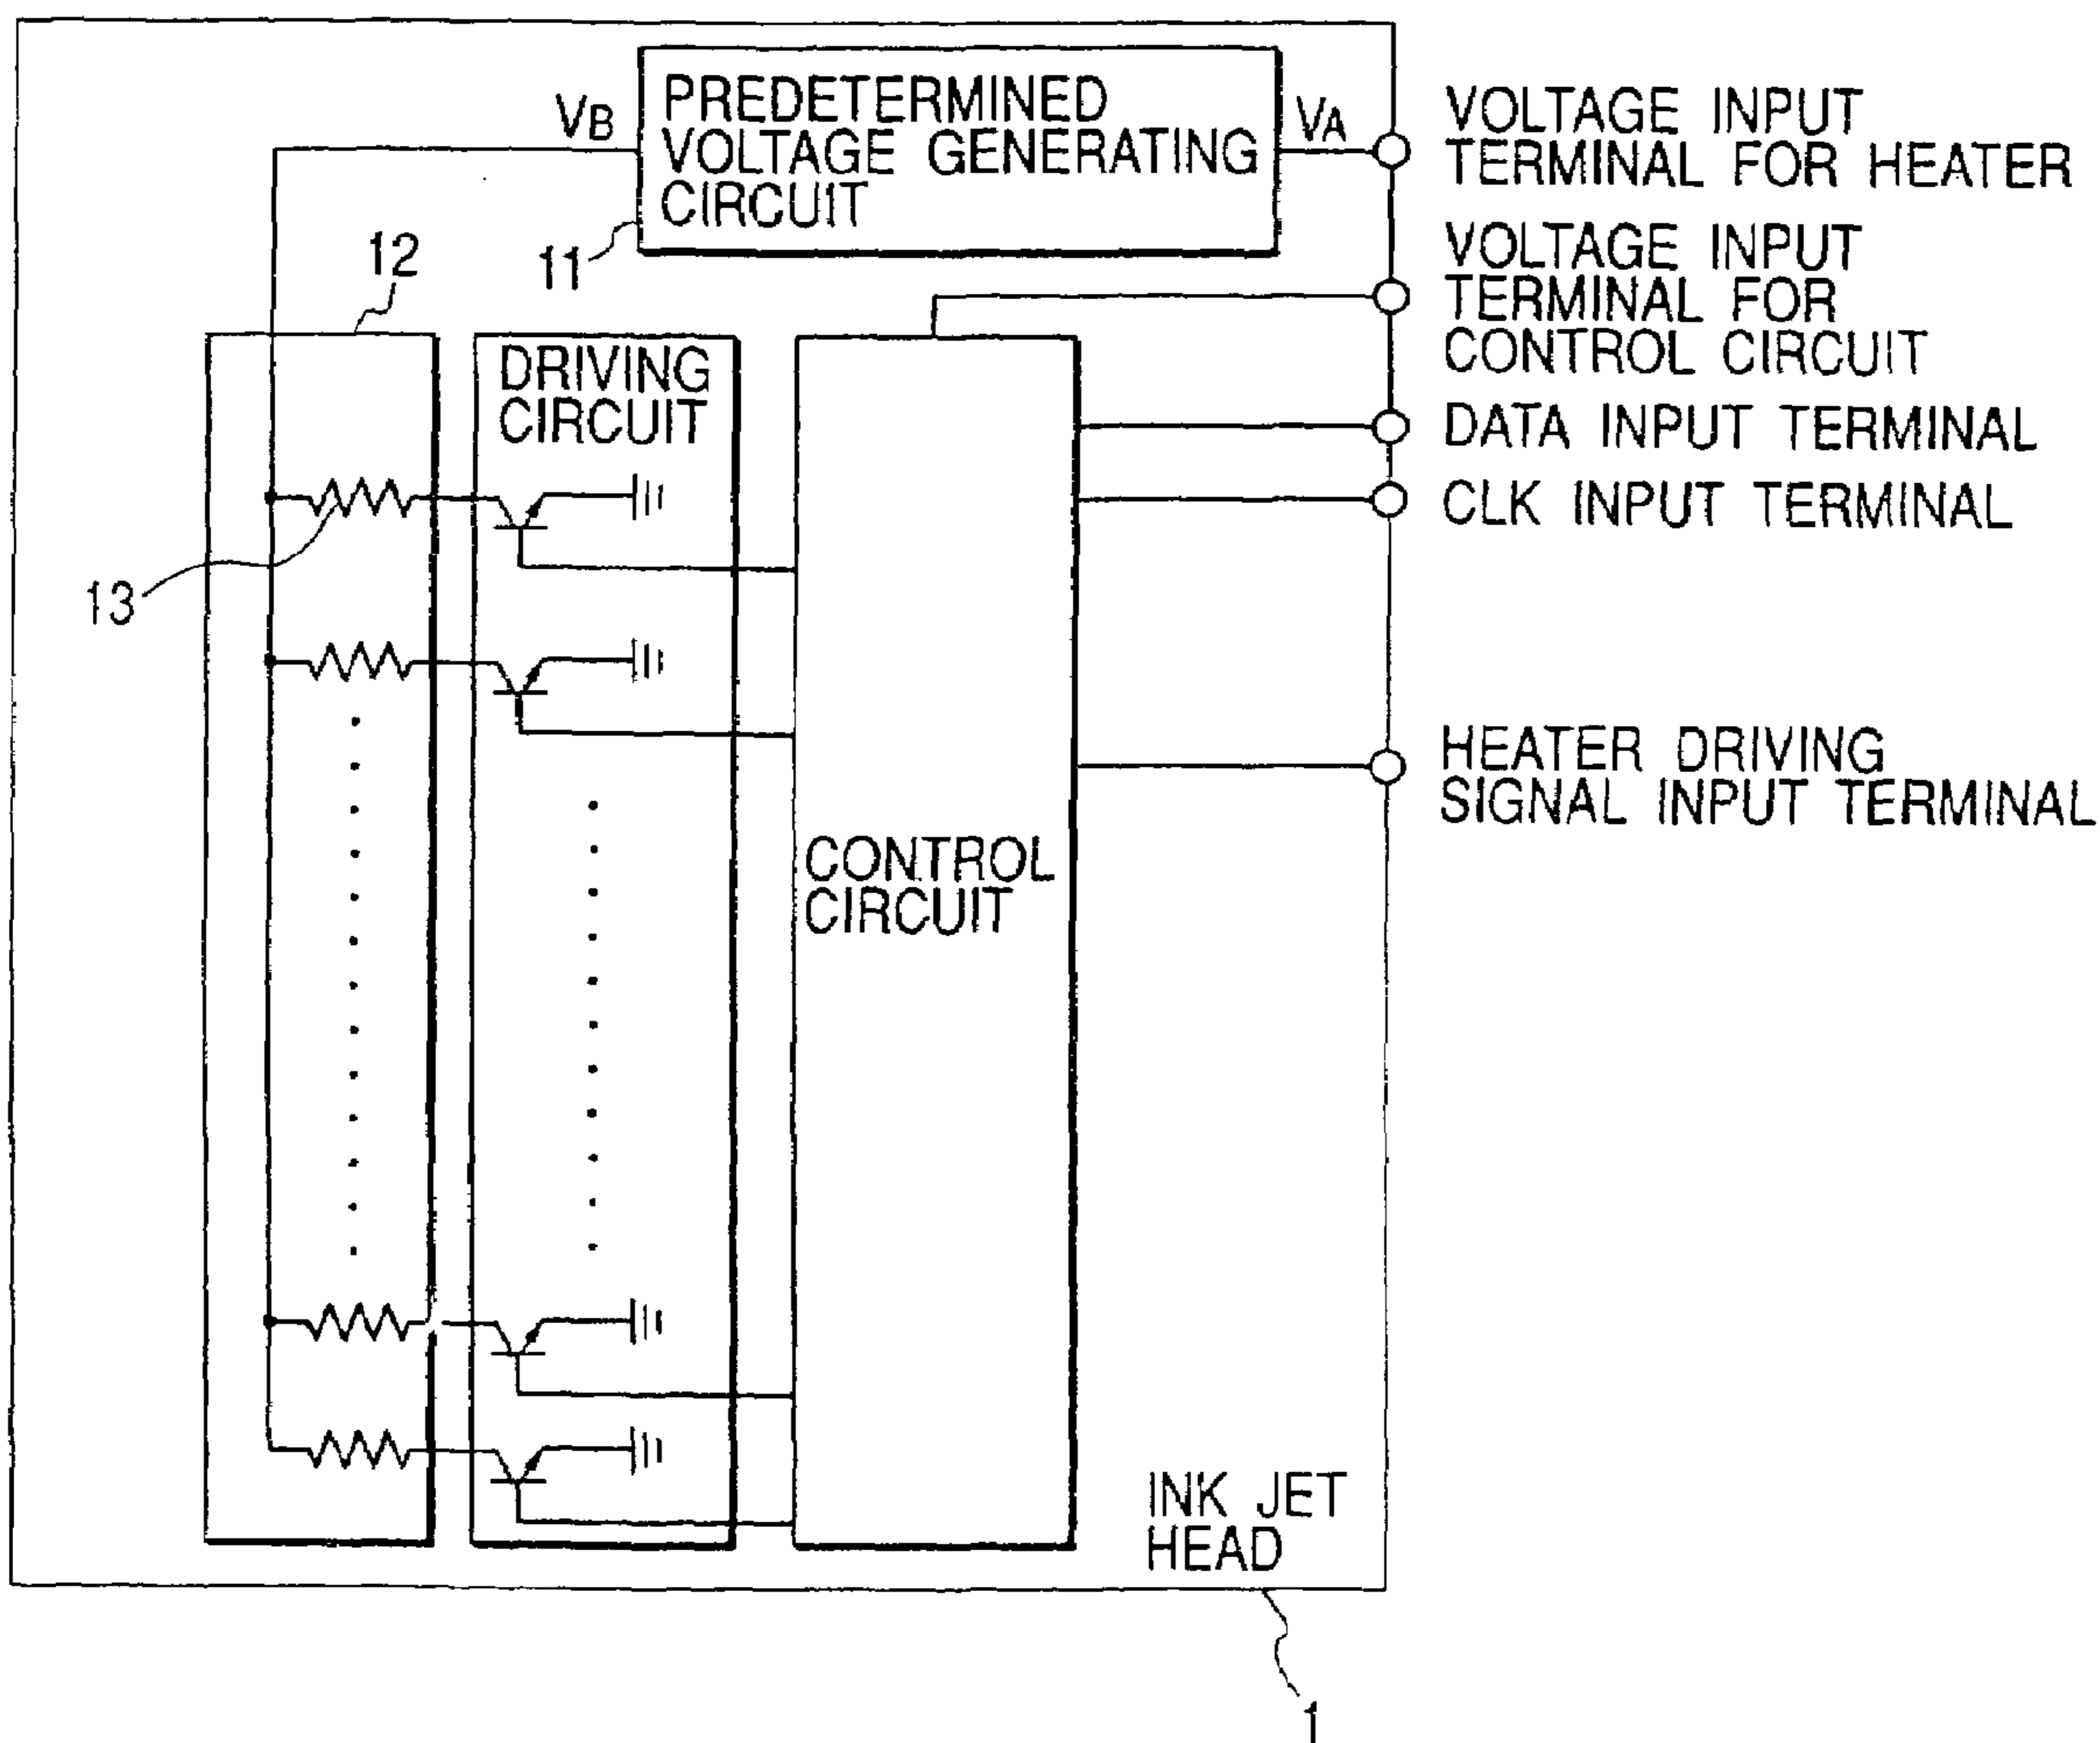 PREDETERMINED
VOLTAGE GENERATING
CIRCUIT
VB
VA
11
12
13
DRIVING
CIRCUIT
CONTROL
CIRCUIT
INK JET
HEAD
1
VOLTAGE INPUT
TERMINAL FOR HEATER
VOLTAGE INPUT
TERMINAL FOR
CONTROL CIRCUIT
DATA INPUT TERMINAL
CLK INPUT TERMINAL
HEATER DRIVING
SIGNAL INPUT TERMINAL